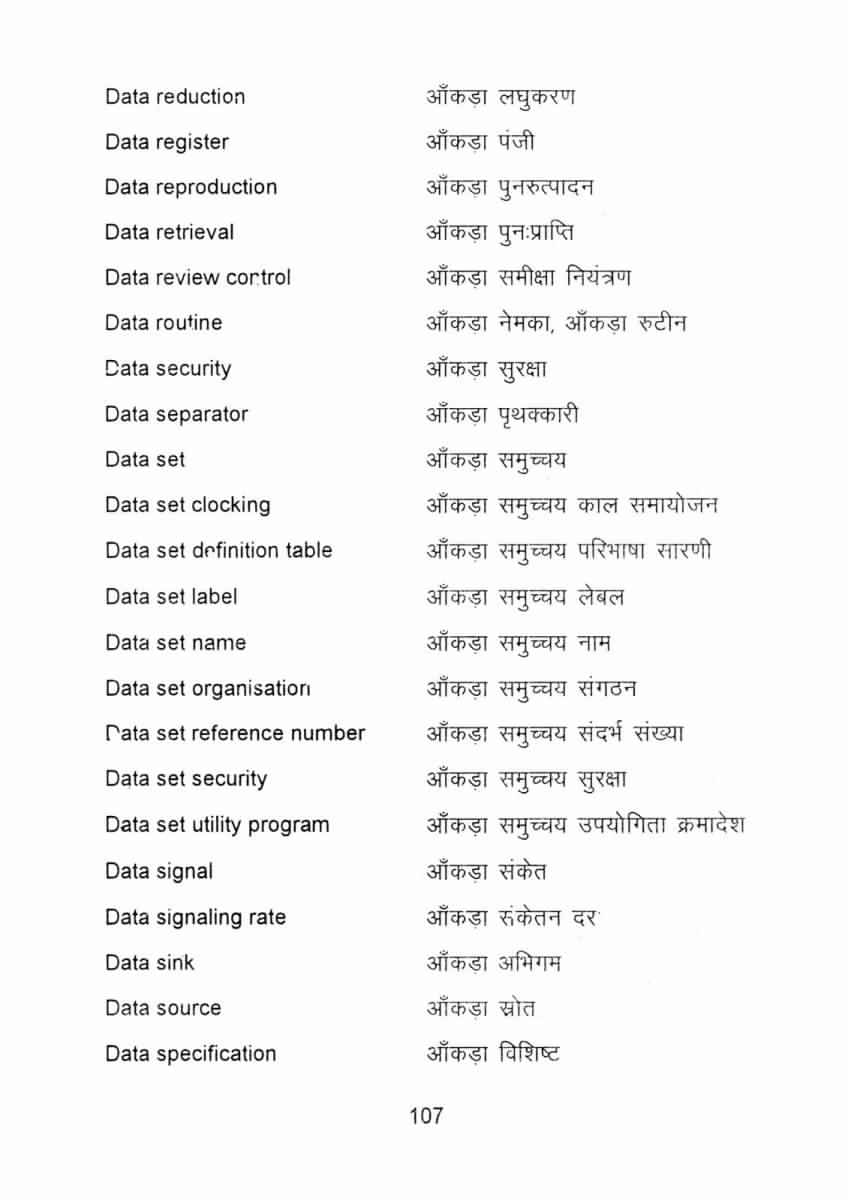 Data reduction आँकड़ा लघुकरण
Data register आँकड़ा पंजी
Data reproduction आँकड़ा पुनरुत्पादन
Data retrieval आँकड़ा पुनःप्राप्ति
Data review control आँकड़ा समीक्षा नियंत्रण
Data routine आँकड़ा नेमका, आँकड़ा रुटीन
Data security आँकड़ा सुरक्षा
Data separator आँकड़ा पृथक्कारी
Data set आँकड़ा समुच्चय
Data set clocking आँकड़ा समुच्चय काल समायोजन
Data set definition table आँकड़ा समुच्चय परिभाषा सारणी
Data set label आँकड़ा समुच्चय लेबल
Data set name आँकड़ा समुच्चय नाम
Data set organisation आँकड़ा समुच्चय संगठन
Data set reference number आँकड़ा समुच्चय संदर्भ संख्या
Data set security आँकड़ा समुच्चय सुरक्षा
Data set utility program आँकड़ा समुच्चय उपयोगिता क्रमादेश
Data signal आँकड़ा संकेत
Data signaling rate आँकड़ा संकेतन दर
Data sink आँकड़ा अभिगम
Data source आँकड़ा स्रोत
Data specification आँकड़ा विशिष्ट
107